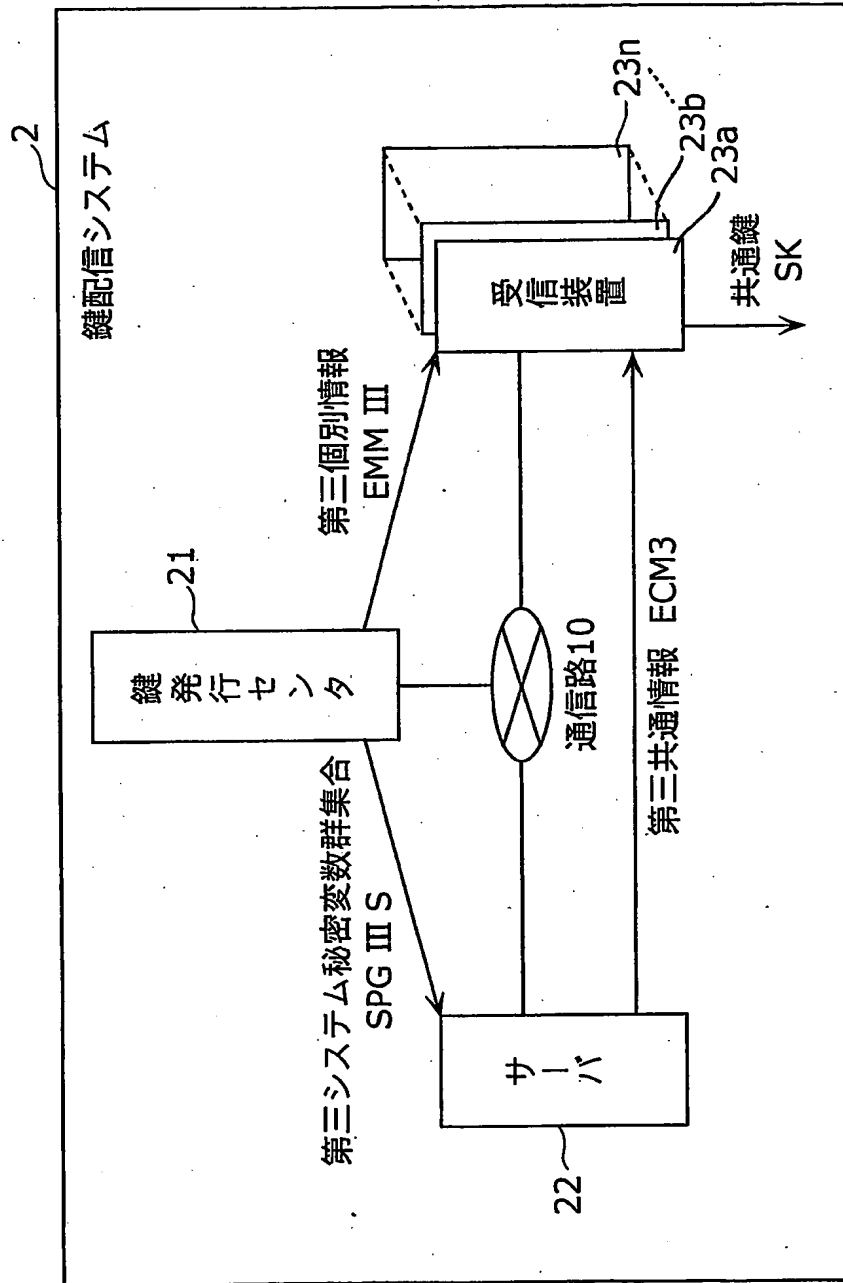 2
鍵配信システム
21
鍵発行センタ
第三システム秘密変数群集合
SPG III S
第三個別情報
EMM III
サーバ
22
通信路10
第三共通情報 ECM3
受信装置
23n
23b
23a
共通鍵
SK